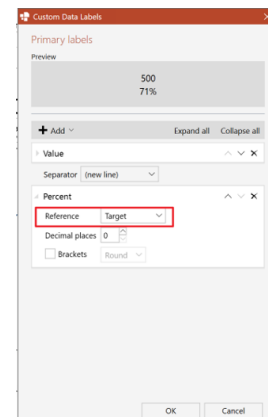 Custom Data Labels
Primary labels
Preview
500
71%
Add Expand all Collapse all
Value
Separator (new line)
Percent
Reference Target
Decimal places 0
Brackets Round
OK Cancel